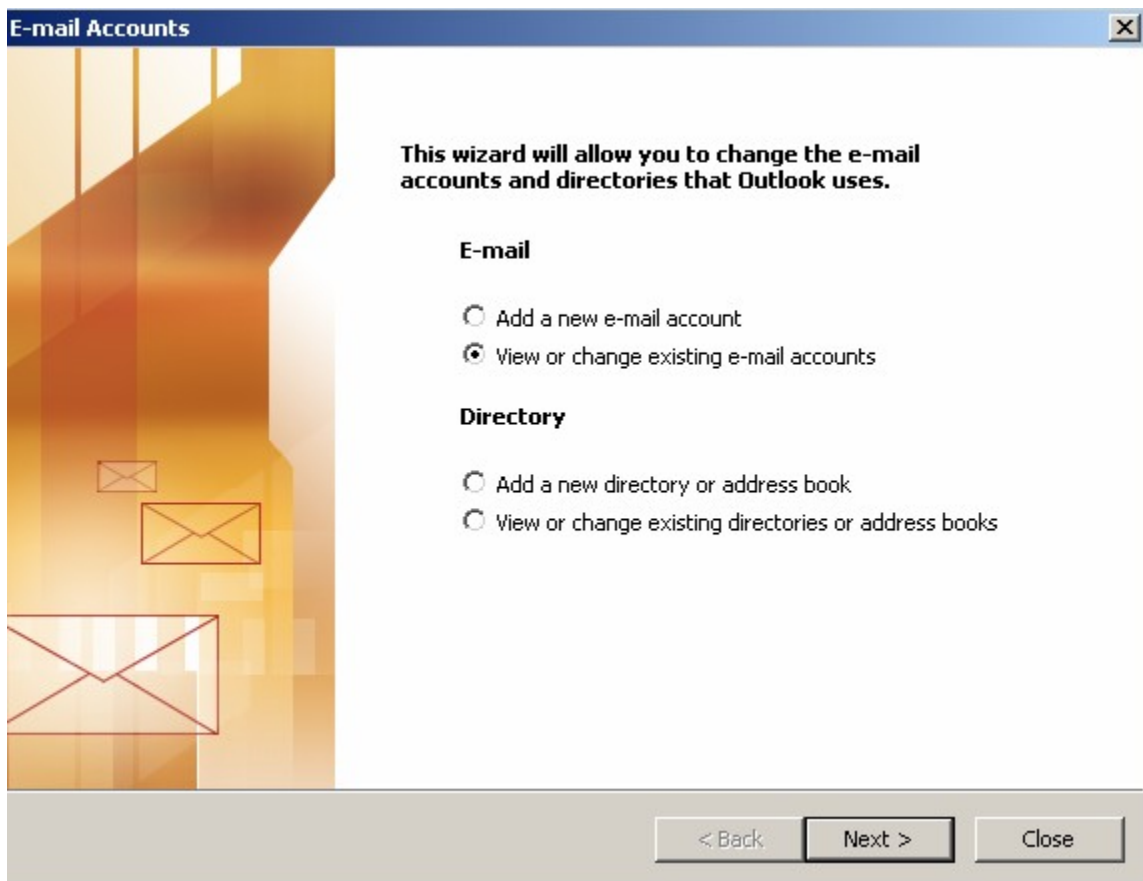 E-mail Accounts
This wizard will allow you to change the e-mail
accounts and directories that Outlook uses.
E-mail
Add a new e-mail account
View or change existing e-mail accounts
Directory
Add a new directory or address book
View or change existing directories or address books
< Back
Next >
Close